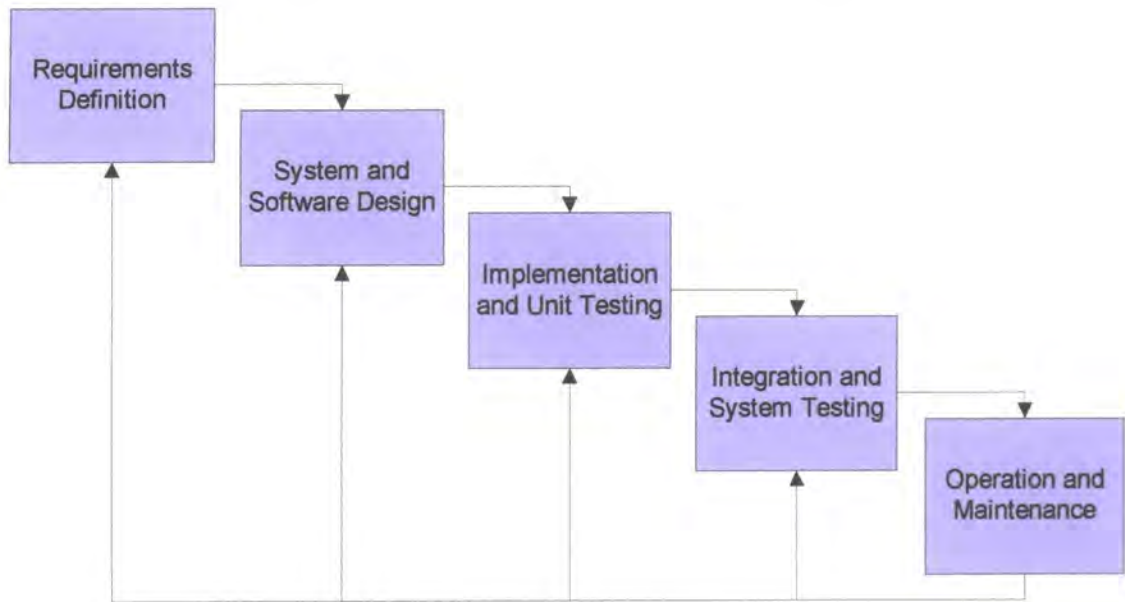 Requirements
Definition
System and
Software Design
Implementation
and Unit Testing
Integration and
System Testing
Operation and
Maintenance